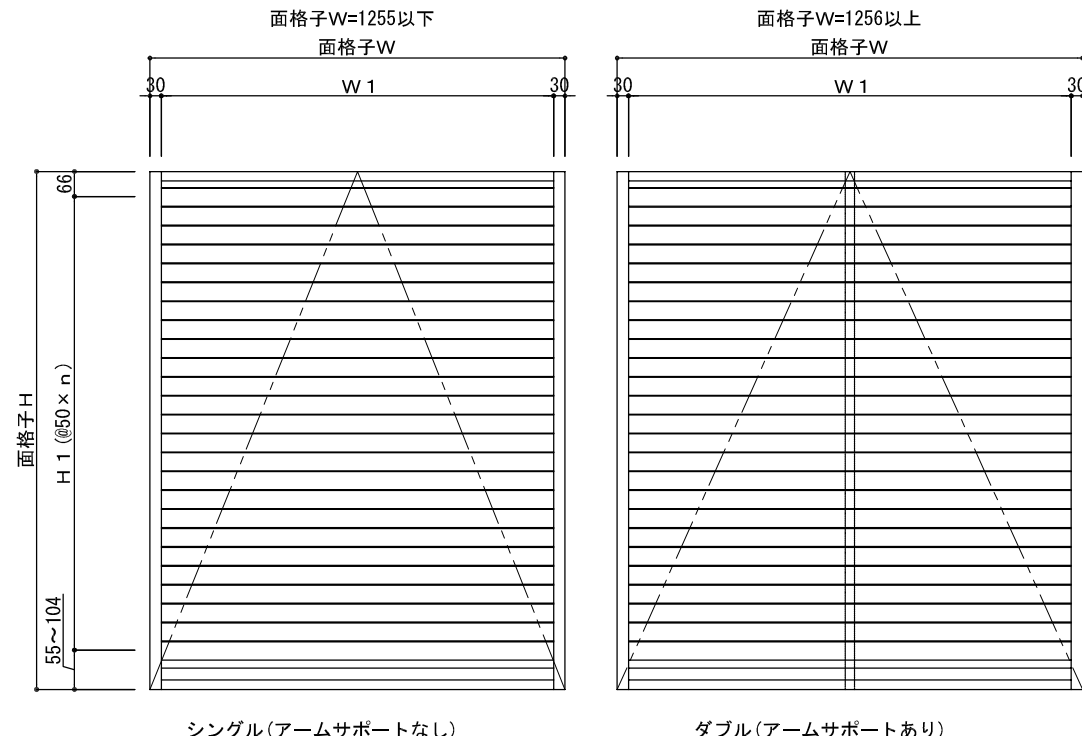 面格子W=1255以下
面格子W
30
W1
30
面格子W=1256以上
面格子W
30
W1
30
面格子H
66
H1(@50×n)
55～104
シングル(アームサポートなし)
ダブル(アームサポートあり)